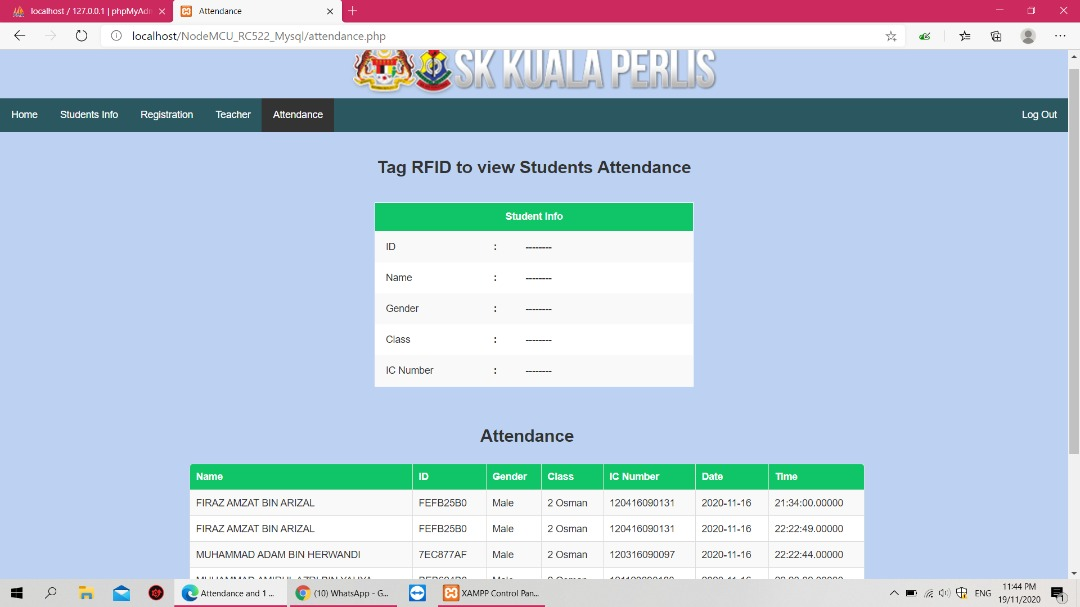 localhost / 127.0.0.1 | phpMyAdm
Attendance
localhost/NodeMCU_RC522_Mysql/attendance.php
SK KUALA PERLIS
Home Students Info Registration Teacher Attendance Log Out
Tag RFID to view Students Attendance
Student Info
ID : --------
Name : --------
Gender : --------
Class : --------
IC Number : --------
Attendance
Name ID Gender Class IC Number Date Time
FIRAZ AMZAT BIN ARIZAL FEFB25B0 Male 2 Osman 120416090131 2020-11-16 21:34:00.00000
FIRAZ AMZAT BIN ARIZAL FEFB25B0 Male 2 Osman 120416090131 2020-11-16 22:22:49.00000
MUHAMMAD ADAM BIN HERWANDI 7EC877AF Male 2 Osman 120316090097 2020-11-16 22:22:44.00000
Attendance and 1 ...
(10) WhatsApp - G...
XAMPP Control Pan...
ENG
11:44 PM
19/11/2020
1